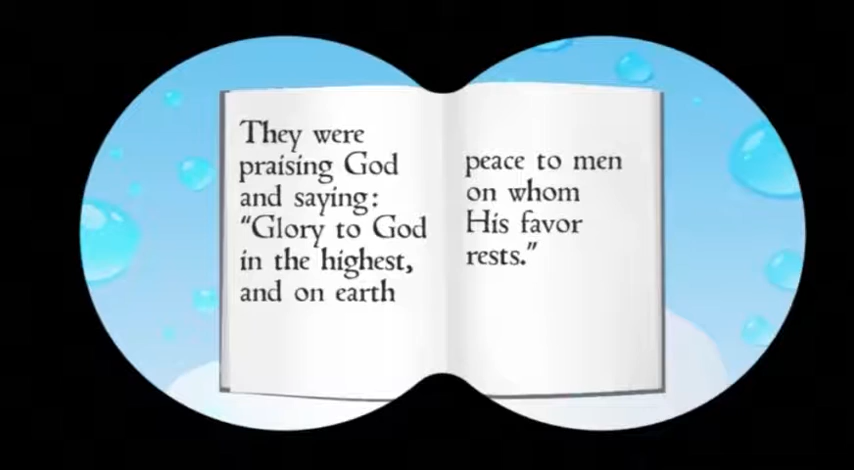 They were
praising God
and saying:
“Glory to God
in the highest,
and on earth
peace to men
on whom
His favor
rests.”